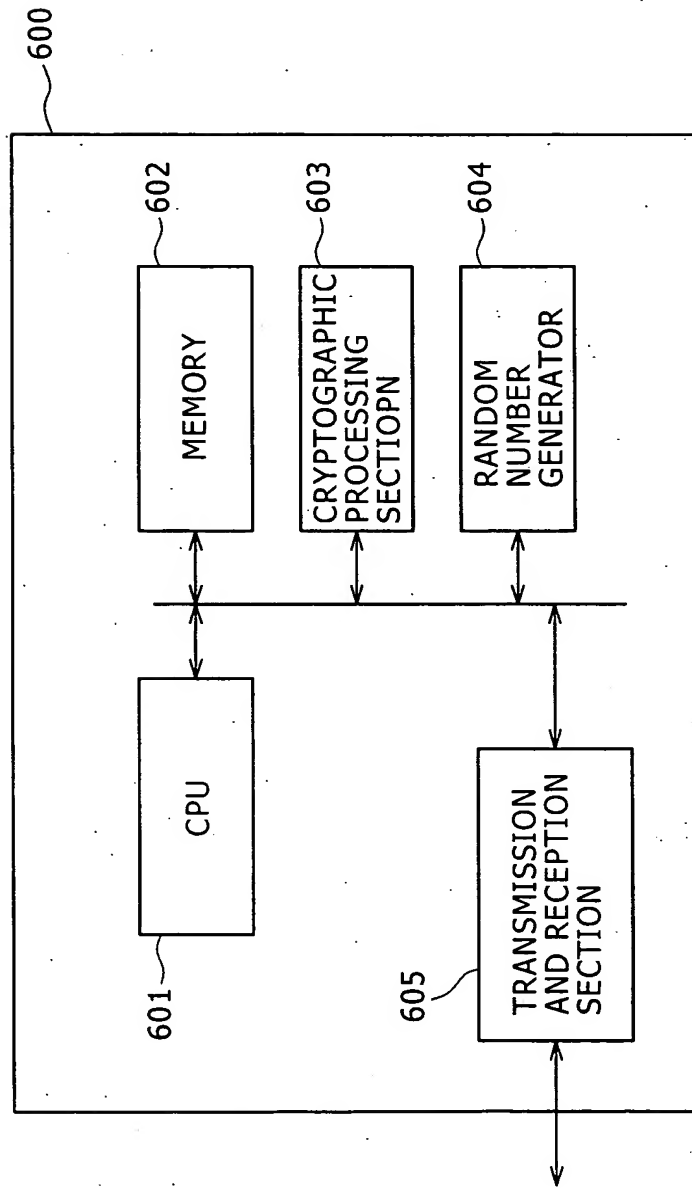 600
602
MEMORY
603
CRYPTOGRAPHIC
PROCESSING
SECTIOPN
604
RANDOM
NUMBER
GENERATOR
CPU
601
605
TRANSMISSION
AND RECEPTION
SECTION